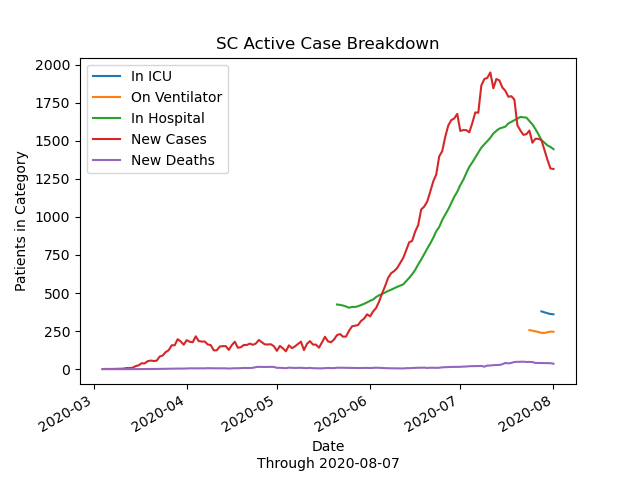 SC Active Case Breakdown
In ICU
On Ventilator
In Hospital
New Cases
New Deaths
2000
1750
1500
1250
1000
750
500
250
0
Patients in Category
2020-03
2020-04
2020-05
2020-06
2020-07
2020-08
Date
Through 2020-08-07